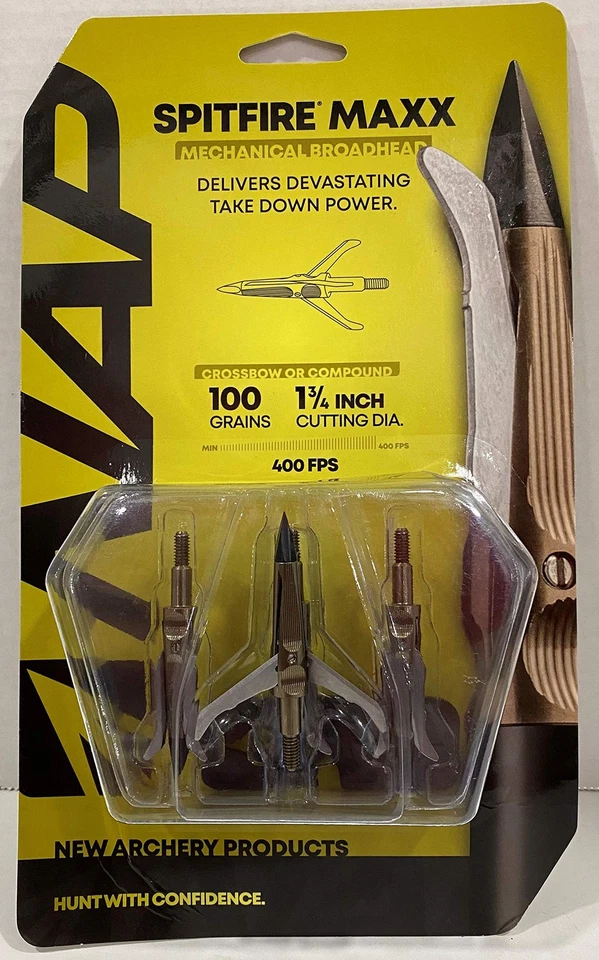 SPITFIRE® MAXX
MECHANICAL BROADHEAD
DELIVERS DEVASTATING
TAKE DOWN POWER.
CROSSBOW OR COMPOUND
100 1¾ INCH
GRAINS CUTTING DIA.
MIN 400 FPS
400 FPS
NAP
NEW ARCHERY PRODUCTS
HUNT WITH CONFIDENCE.